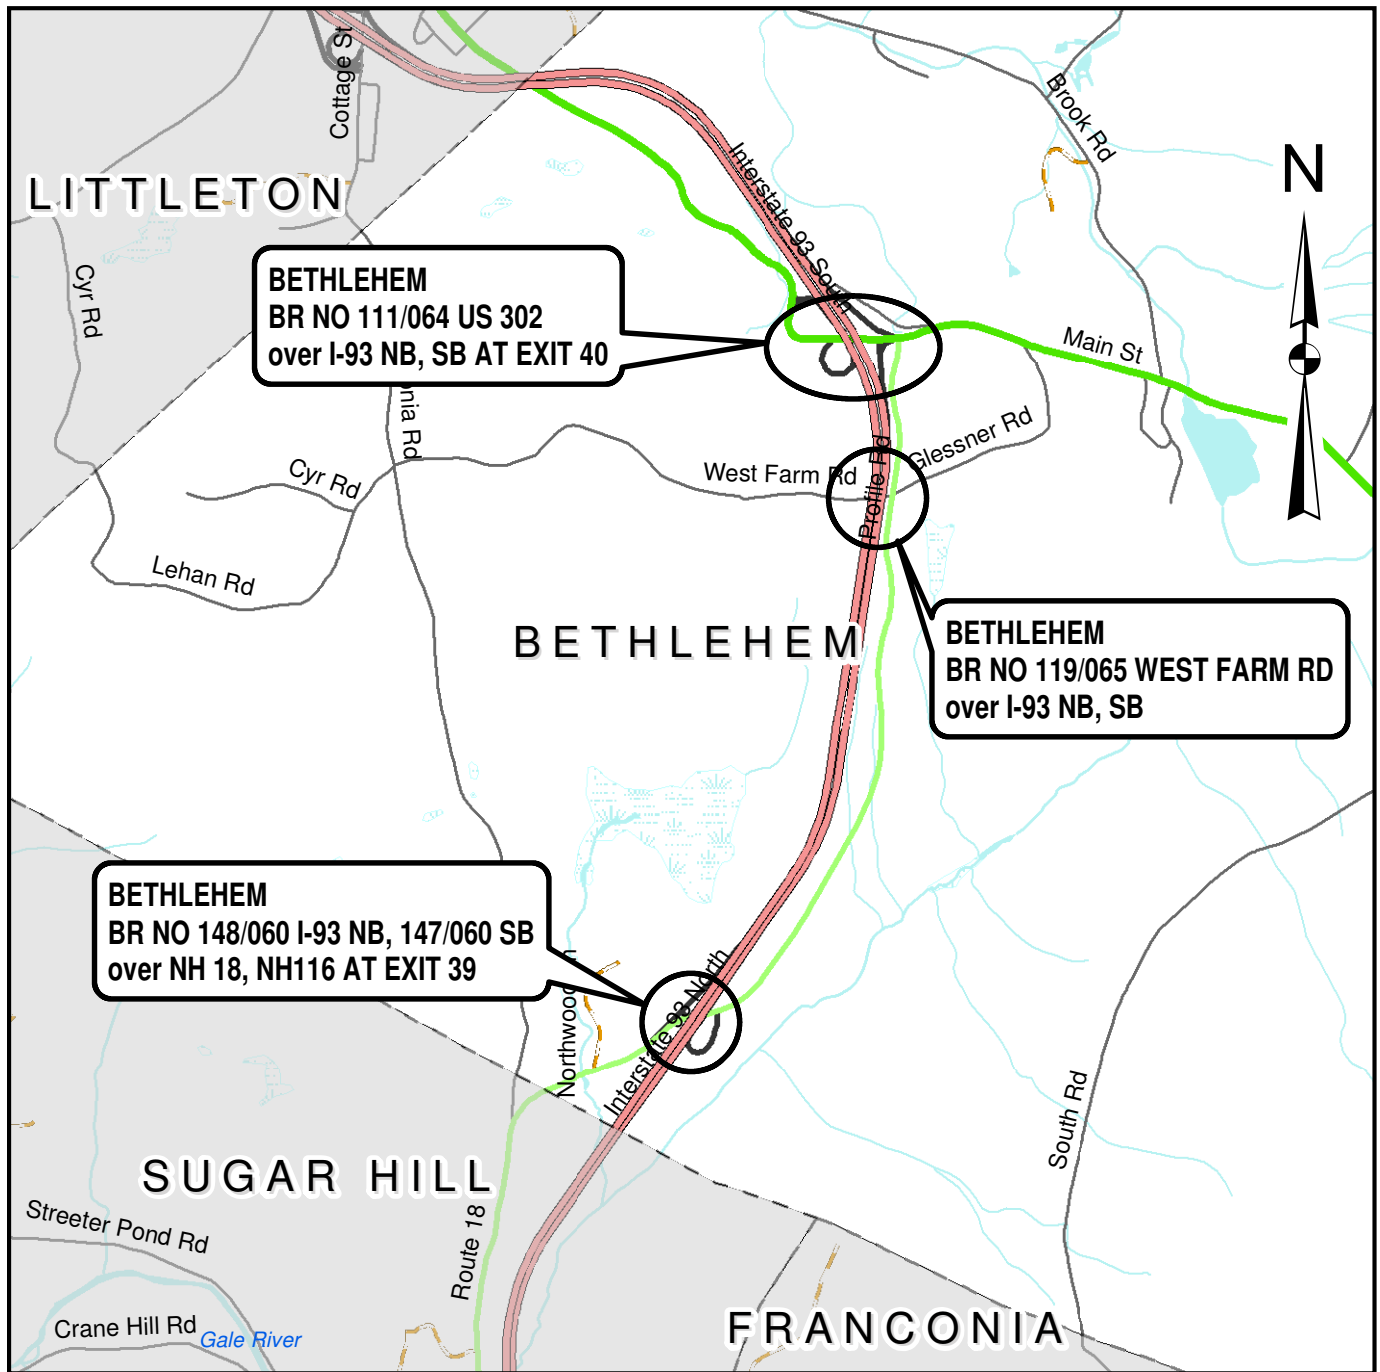 Cottage St
Brook Rd
N
LITTLETON
Interstate 93 South
Cyr Rd
BETHLEHEM
BR NO 111/064 US 302
over I-93 NB, SB AT EXIT 40
Main St
onia Rd
Glessner Rd
Profile Rd
West Farm Rd
Cyr Rd
Lehan Rd
BETHLEHEM
BETHLEHEM
BR NO 119/065 WEST FARM RD
over I-93 NB, SB
BETHLEHEM
BR NO 148/060 I-93 NB, 147/060 SB
over NH 18, NH116 AT EXIT 39
Northwood
Interstate 93 North
South Rd
SUGAR HILL
Streeter Pond Rd
Route 18
Crane Hill Rd
Gale River
FRANCONIA